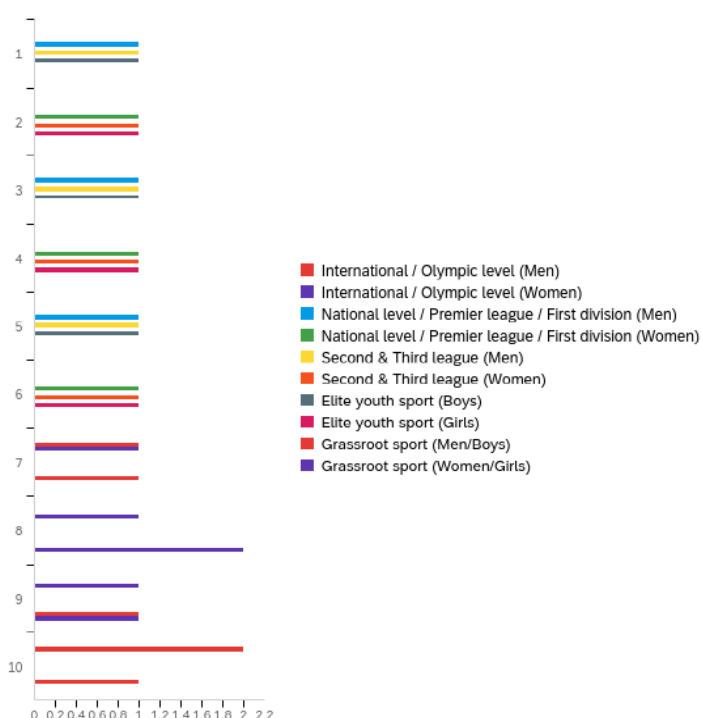 1
2
3
4
5
6
7
8
9
10
International / Olympic level (Men)
International / Olympic level (Women)
National level / Premier league / First division (Men)
National level / Premier league / First division (Women)
Second & Third league (Men)
Second & Third league (Women)
Elite youth sport (Boys)
Elite youth sport (Girls)
Grassroot sport (Men/Boys)
Grassroot sport (Women/Girls)
0 0.2 0.4 0.6 0.8 1 1.2 1.4 1.6 1.8 2 2.2